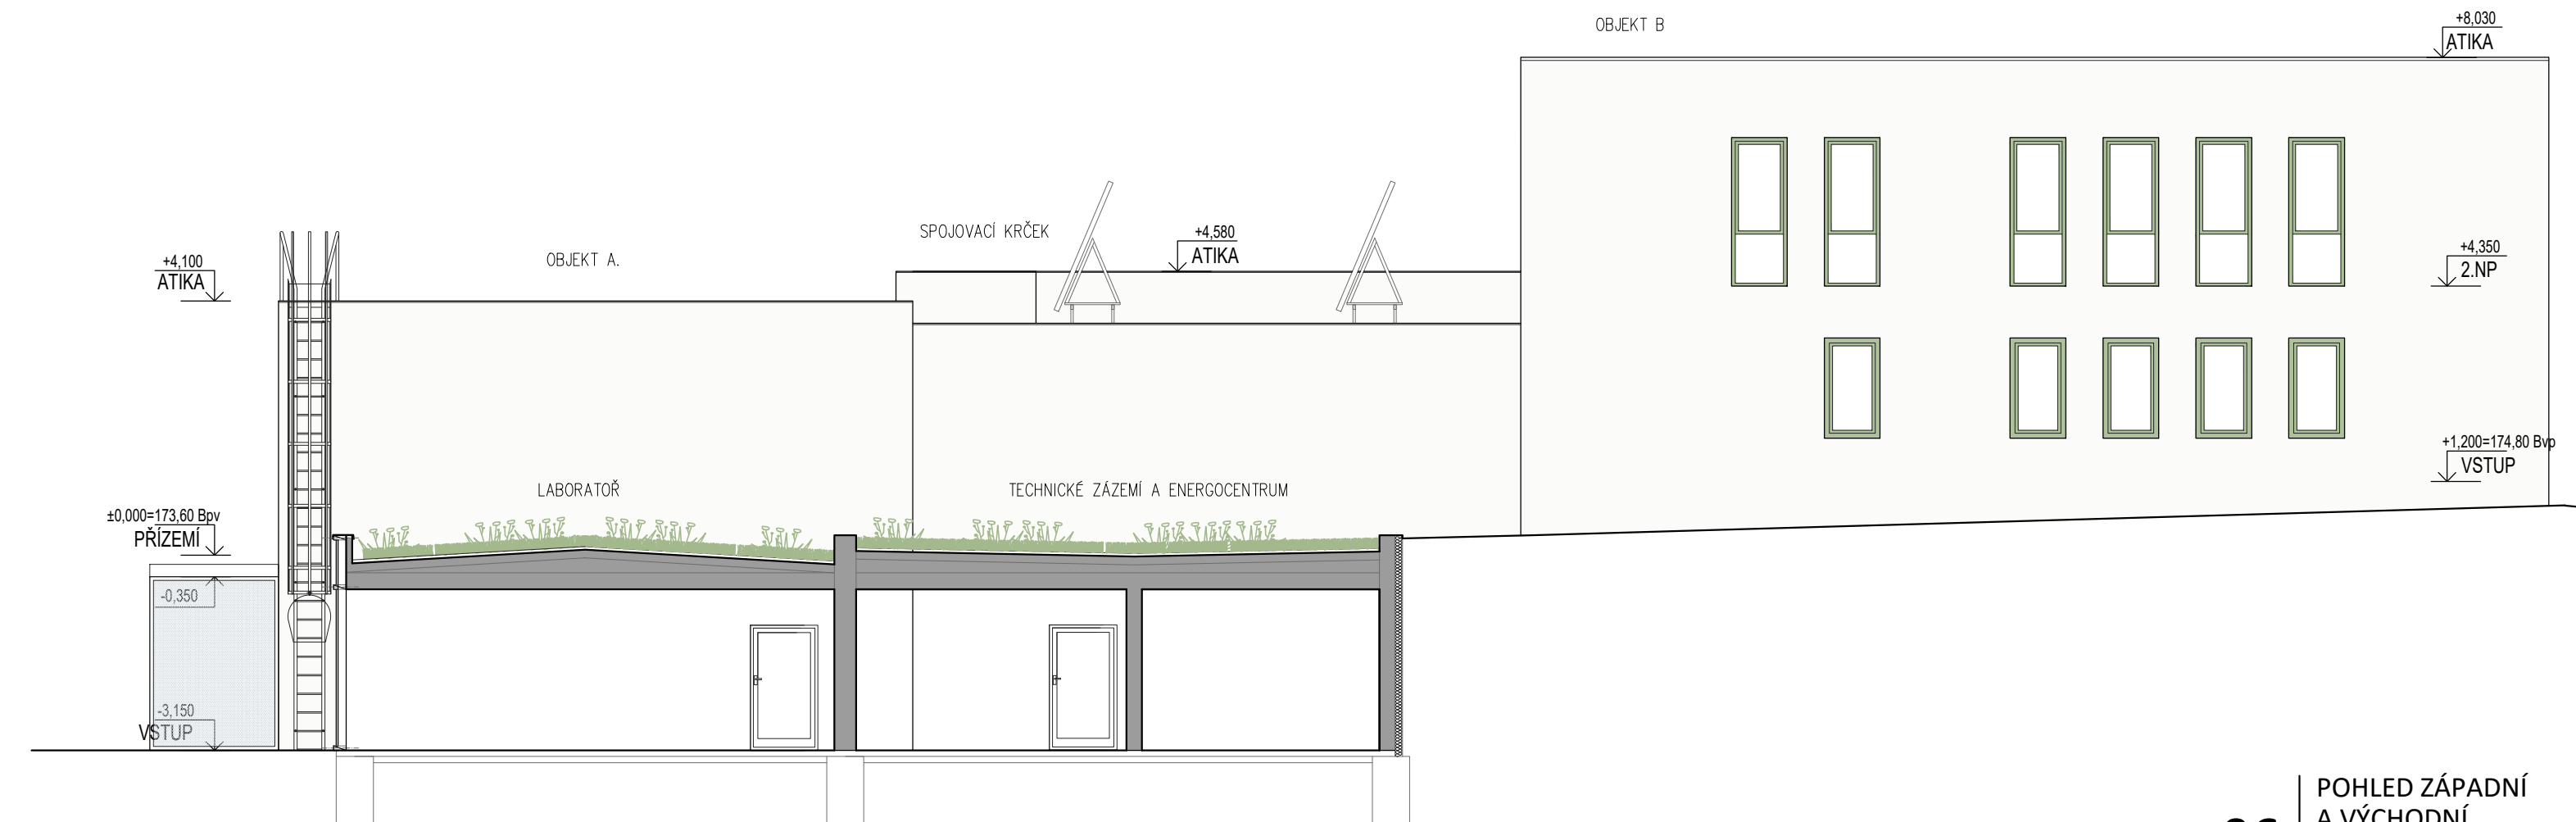 OBJEKT B
+8,030
ATIKA
SPOJOVACÍ KRČEK
+4,580
ATIKA
+4,350
2.NP
+4,100
ATIKA
OBJEKT A.
+1,200=174,80 Bvp
VSTUP
LABORATOŘ
TECHNICKÉ ZÁZEMÍ A ENERGOCENTRUM
±0,000=173,60 Bpv
PŘÍZEMÍ
-0,350
-3,150
VSTUP
POHLED ZÁPADNÍ
A VÝCHODNÍ